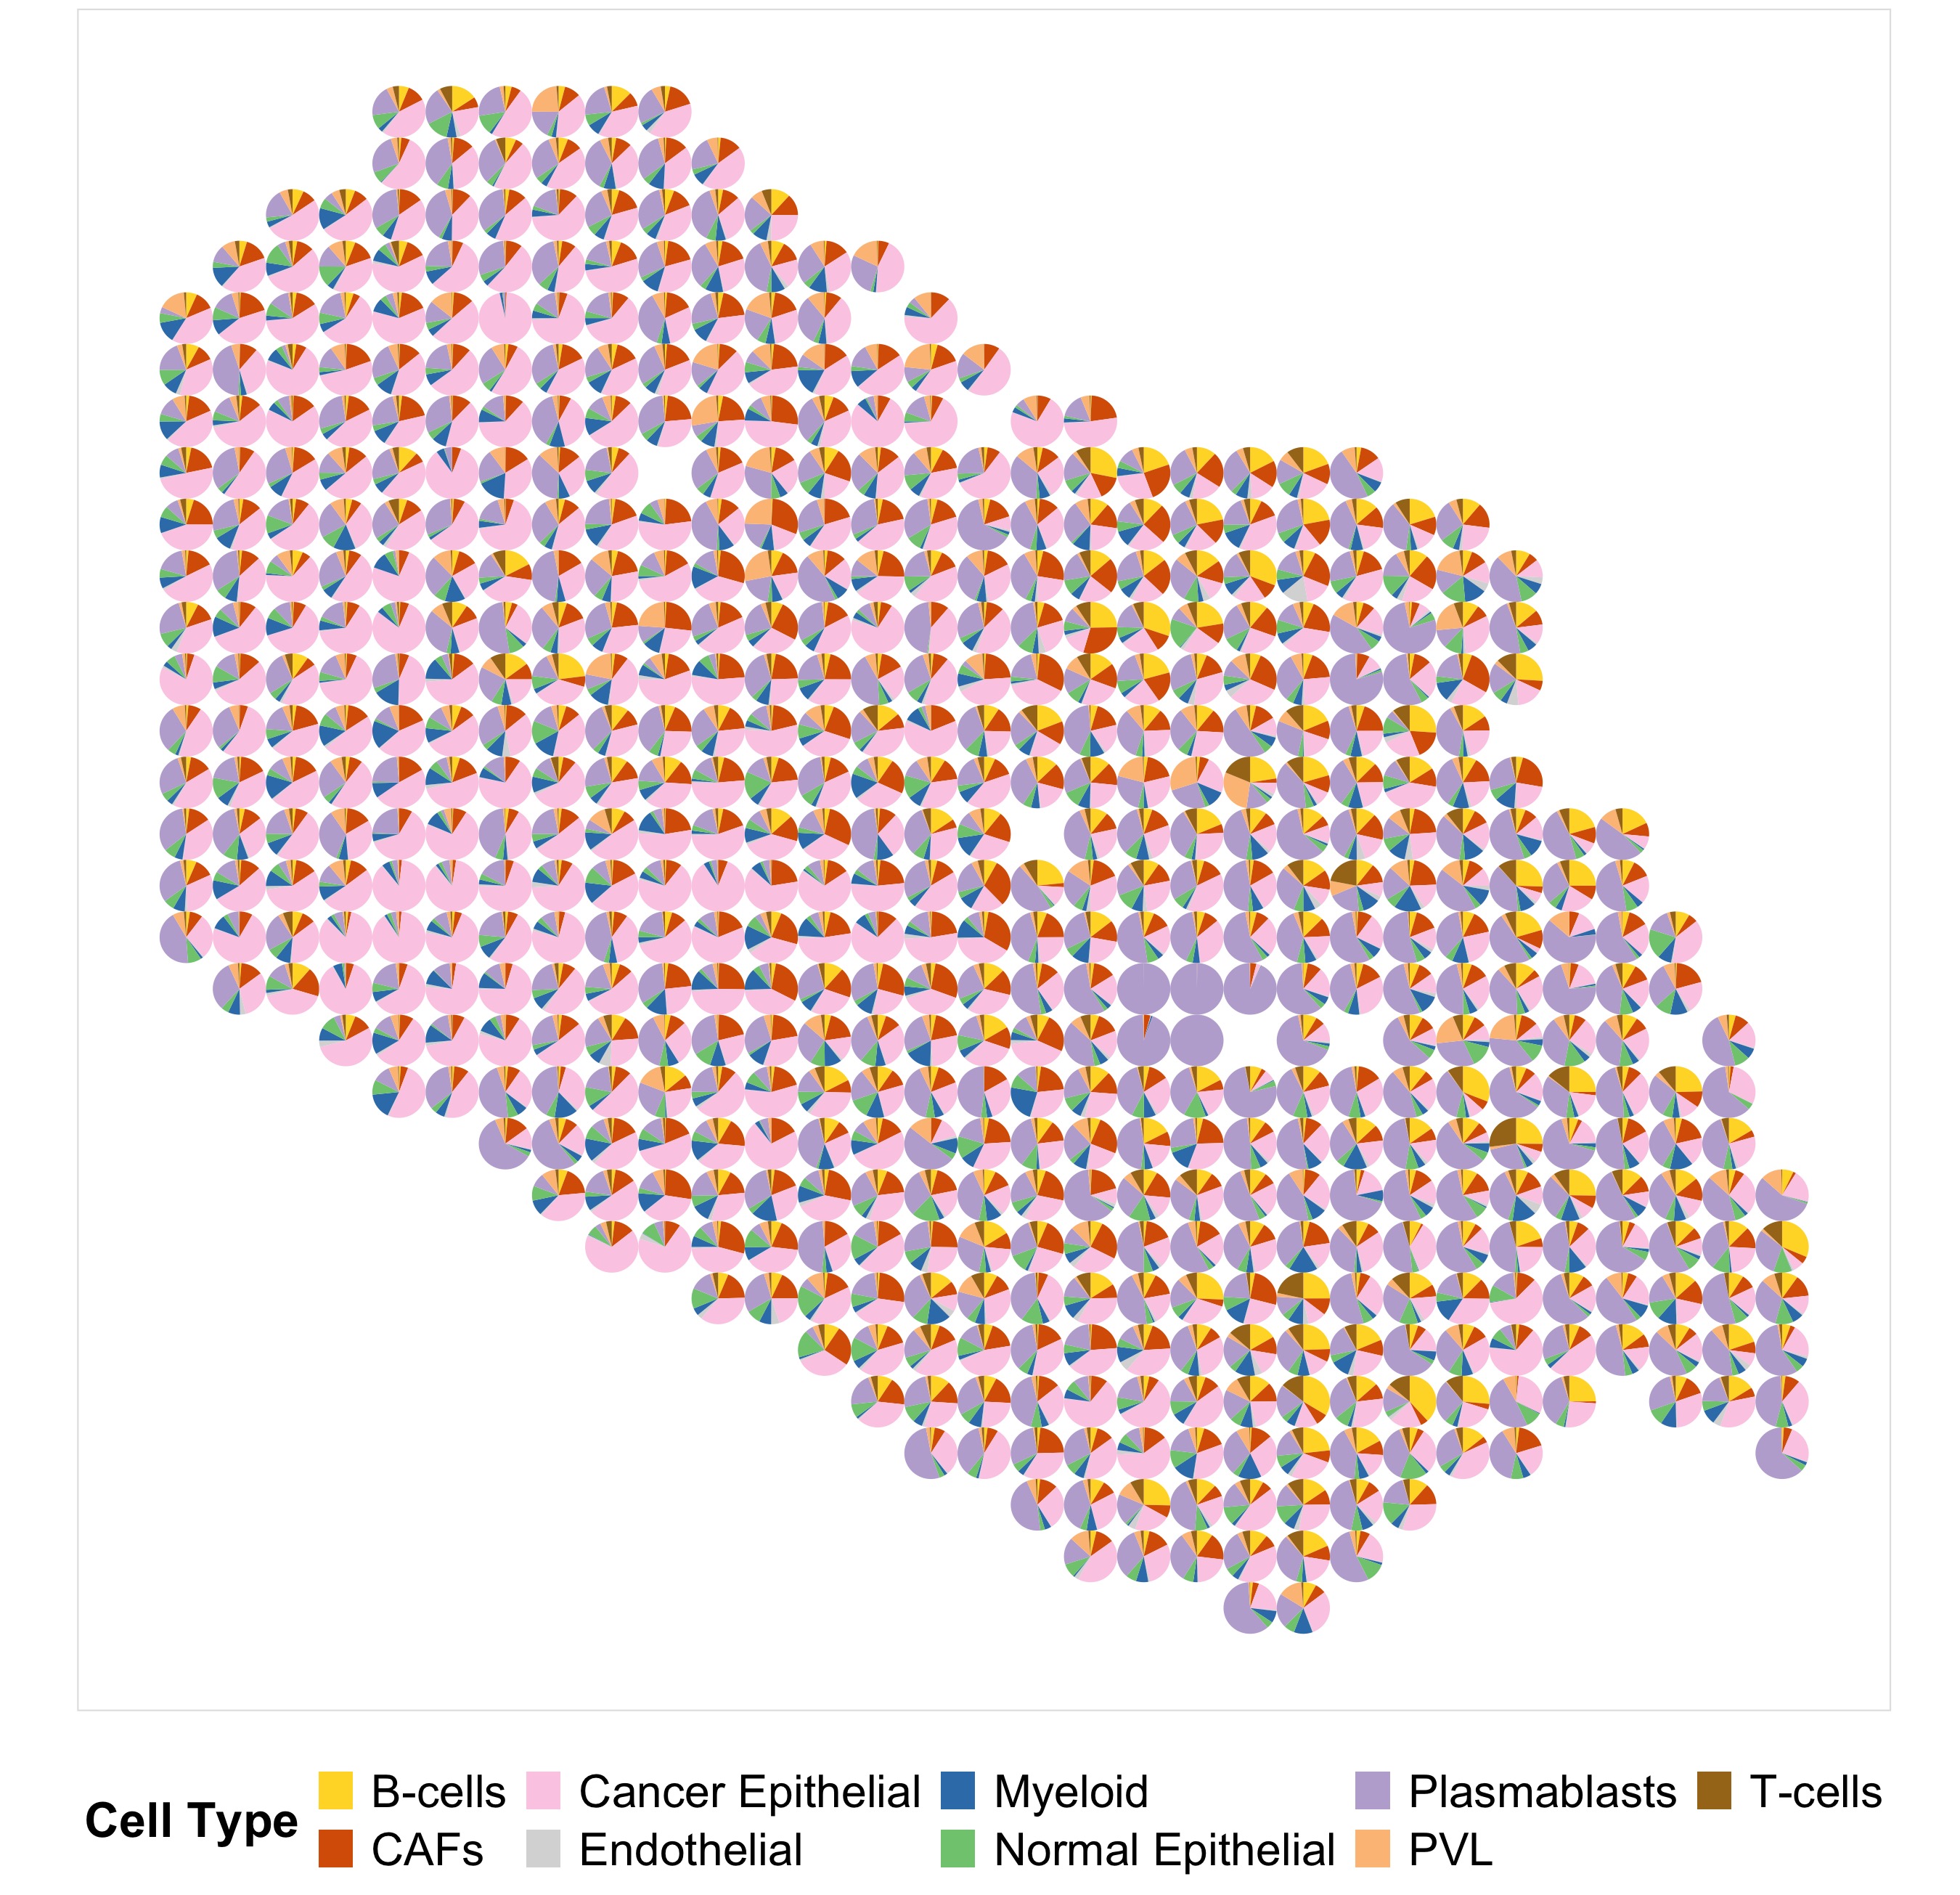 Cell Type
B-cells Cancer Epithelial Myeloid Plasmablasts T-cells
CAFs Endothelial Normal Epithelial PVL